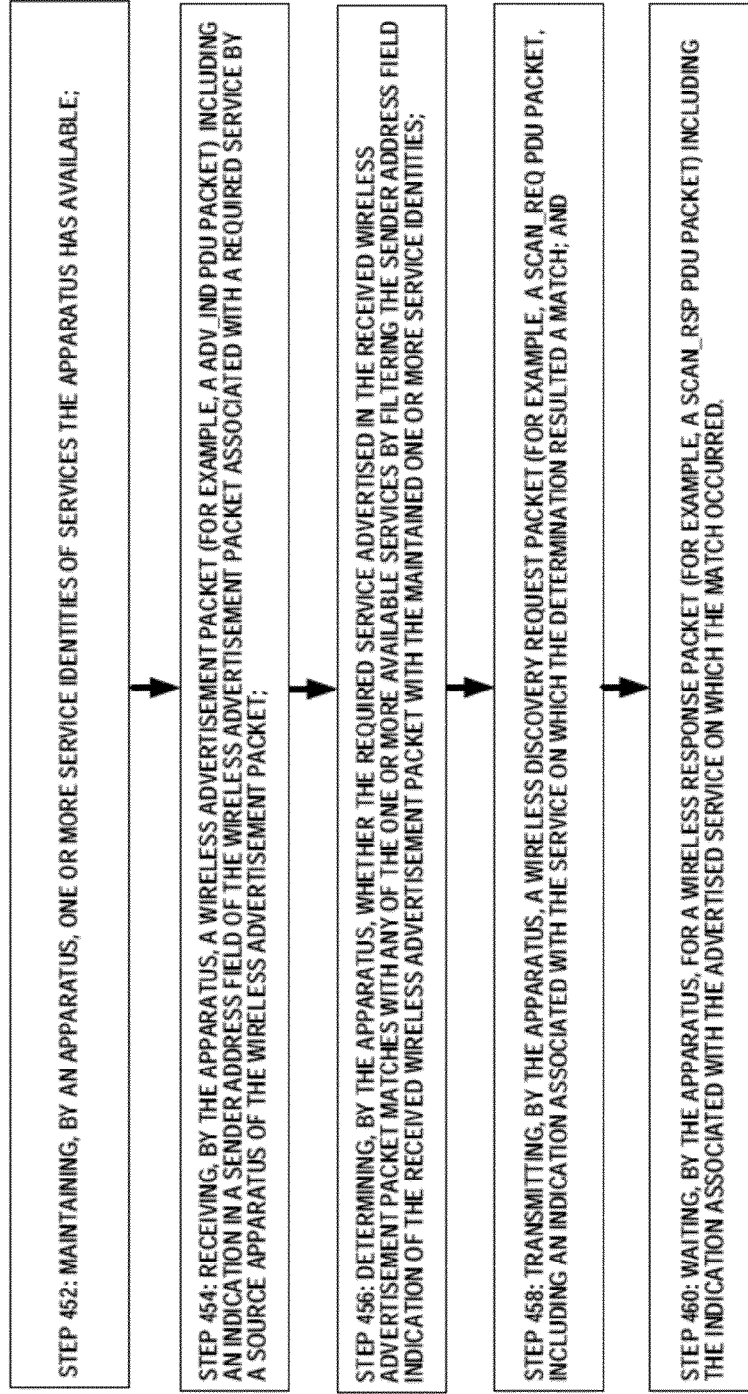 STEP 452: MAINTAINING, BY AN APPARATUS, ONE OR MORE SERVICE IDENTITIES OF SERVICES THE APPARATUS HAS AVAILABLE;
STEP 454: RECEIVING, BY THE APPARATUS, A WIRELESS ADVERTISEMENT PACKET (FOR EXAMPLE, A ADV_IND PDU PACKET) INCLUDING
AN INDICATION IN A SENDER ADDRESS FIELD OF THE WIRELESS ADVERTISEMENT PACKET ASSOCIATED WITH A REQUIRED SERVICE BY
A SOURCE APPARATUS OF THE WIRELESS ADVERTISEMENT PACKET;
STEP 456: DETERMINING, BY THE APPARATUS, WHETHER THE REQUIRED SERVICE ADVERTISED IN THE RECEIVED WIRELESS
ADVERTISEMENT PACKET MATCHES WITH ANY OF THE ONE OR MORE AVAILABLE SERVICES BY FILTERING THE SENDER ADDRESS FIELD
INDICATION OF THE RECEIVED WIRELESS ADVERTISEMENT PACKET WITH THE MAINTAINED ONE OR MORE SERVICE IDENTITIES;
STEP 458: TRANSMITTING, BY THE APPARATUS, A WIRELESS DISCOVERY REQUEST PACKET (FOR EXAMPLE, A SCAN_REQ PDU PACKET,
INCLUDING AN INDICATION ASSOCIATED WITH THE SERVICE ON WHICH THE DETERMINATION RESULTED A MATCH; AND
STEP 460: WAITING, BY THE APPARATUS, FOR A WIRELESS RESPONSE PACKET (FOR EXAMPLE, A SCAN_RSP PDU PACKET) INCLUDING
THE INDICATION ASSOCIATED WITH THE ADVERTISED SERVICE ON WHICH THE MATCH OCCURRED.